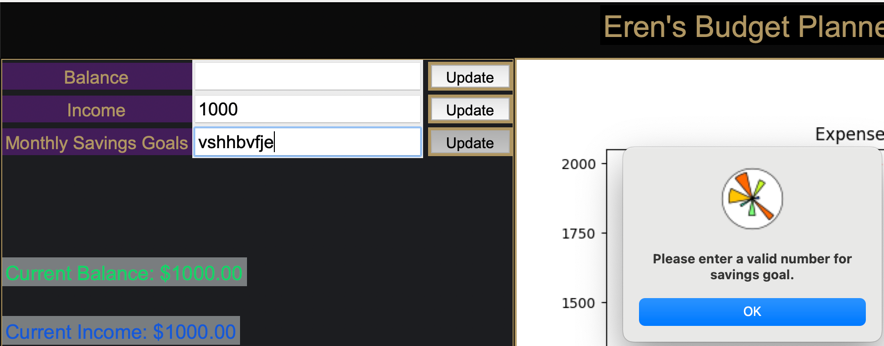 Eren's Budget Planne
Balance
Update
Income
1000
Update
Monthly Savings Goals
vshhbvfje
Update
Current Balance: $1000.00
Current Income: $1000.00
Expense
2000
1750
1500
Please enter a valid number for
savings goal.
OK